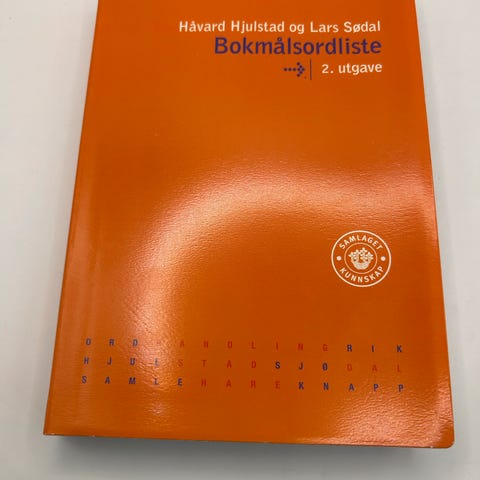 Håvard Hjulstad og Lars Sødal
Bokmålsordliste
2. utgave
SAMLAGET
KUNNSKAP
ORDHANDLINGRIK
HJULSTADSJØDAL
SAMLEHAREKNAPP